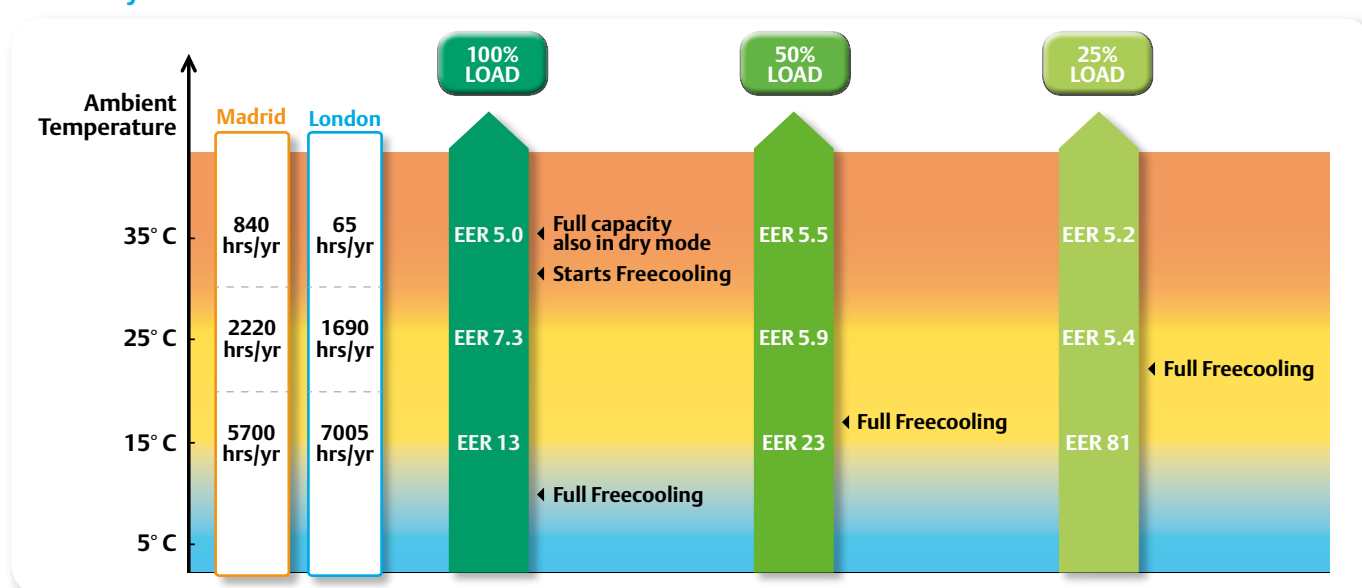 100%
LOAD
50%
LOAD
25%
LOAD
Ambient
Temperature
Madrid
London
35° C
840
hrs/yr
65
hrs/yr
EER 5.0
Full capacity
also in dry mode
EER 5.5
EER 5.2
Starts Freecooling
25° C
2220
hrs/yr
1690
hrs/yr
EER 7.3
EER 5.9
EER 5.4
Full Freecooling
Full Freecooling
15° C
5700
hrs/yr
7005
hrs/yr
EER 13
EER 23
EER 81
Full Freecooling
5° C